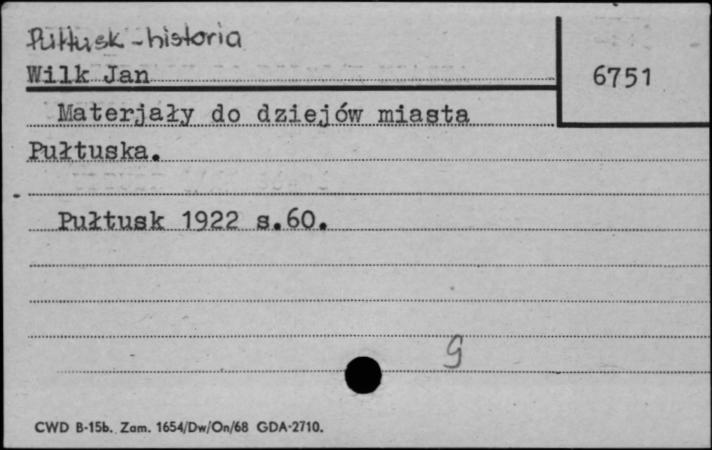 Pułtusk - historia
Wilk Jan
6751
Materjały do dziejów miasta
Pułtuska.
Pułtusk 1922 s.60.
g
CWD B-15b. Zam. 1654/Dw/On/68 GDA-2710.